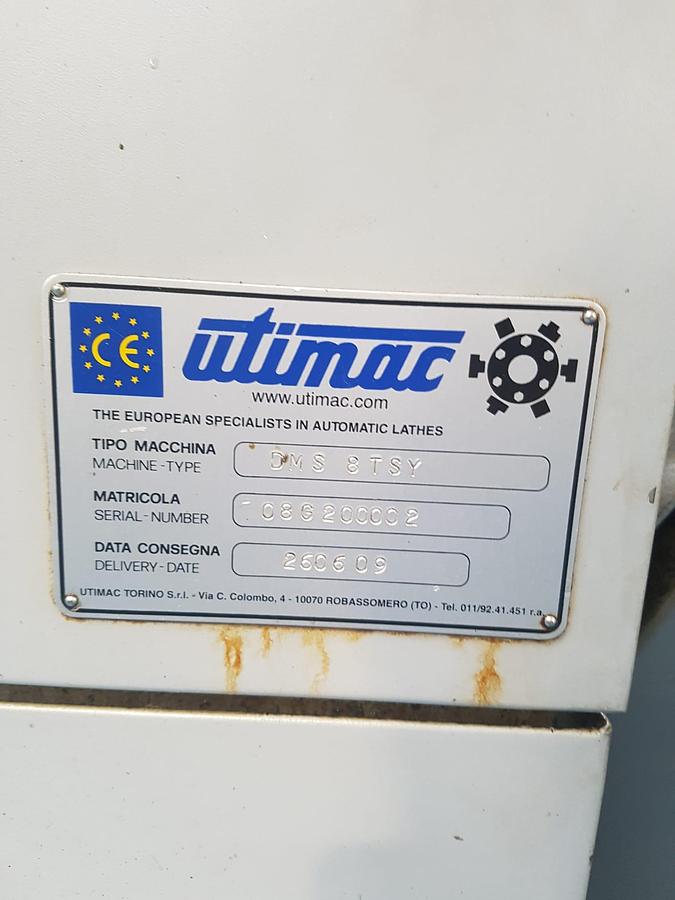 CE
utimac
www.utimac.com
THE EUROPEAN SPECIALISTS IN AUTOMATIC LATHES
TIPO MACCHINA
MACHINE-TYPE DMS 8TSY
MATRICOLA
SERIAL-NUMBER 08G200002
DATA CONSEGNA
DELIVERY-DATE 260609
UTIMAC TORINO S.r.l. - Via C. Colombo, 4 - 10070 ROBASSOMERO (TO) - Tel. 011/92.41.451 r.a.